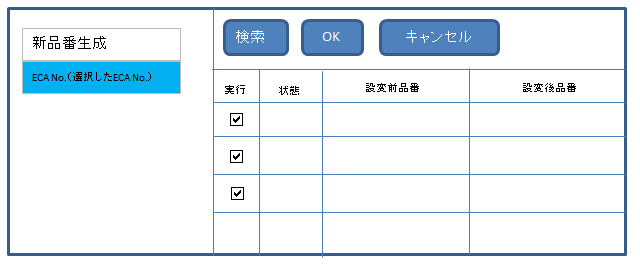 新品番生成
ECA No.(選択したECA No.)
検索
OK
キャンセル
実行
状態
設変前品番
設変後品番